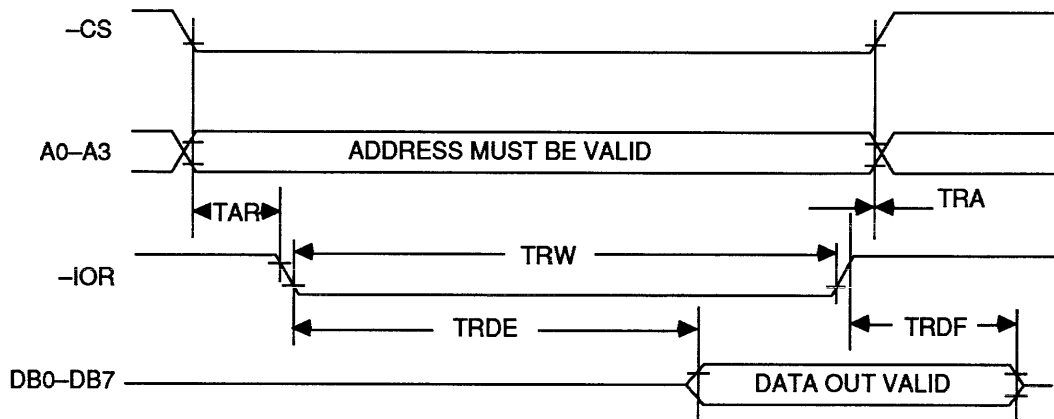 –CS
A0–A3
ADDRESS MUST BE VALID
TAR
TRA
TRW
–IOR
TRDE
TRDF
DB0–DB7
DATA OUT VALID